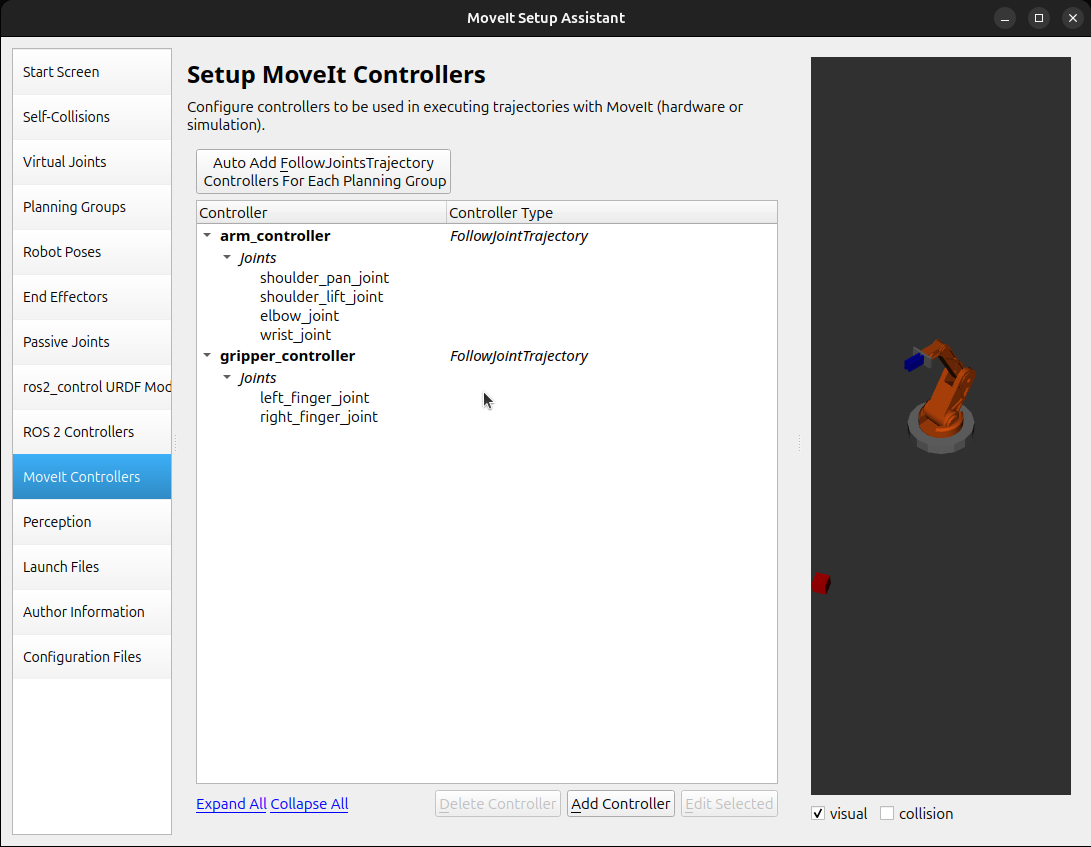 MoveIt Setup Assistant
Start Screen
Self-Collisions
Virtual Joints
Planning Groups
Robot Poses
End Effectors
Passive Joints
ros2_control URDF Mod
ROS 2 Controllers
MoveIt Controllers
Perception
Launch Files
Author Information
Configuration Files
Setup MoveIt Controllers
Configure controllers to be used in executing trajectories with MoveIt (hardware or
simulation).
Auto Add FollowJointsTrajectory
Controllers For Each Planning Group
Controller Controller Type
arm_controller FollowJointTrajectory
Joints
shoulder_pan_joint
shoulder_lift_joint
elbow_joint
wrist_joint
gripper_controller FollowJointTrajectory
Joints
left_finger_joint
right_finger_joint
Expand All Collapse All Delete Controller Add Controller Edit Selected
visual collision